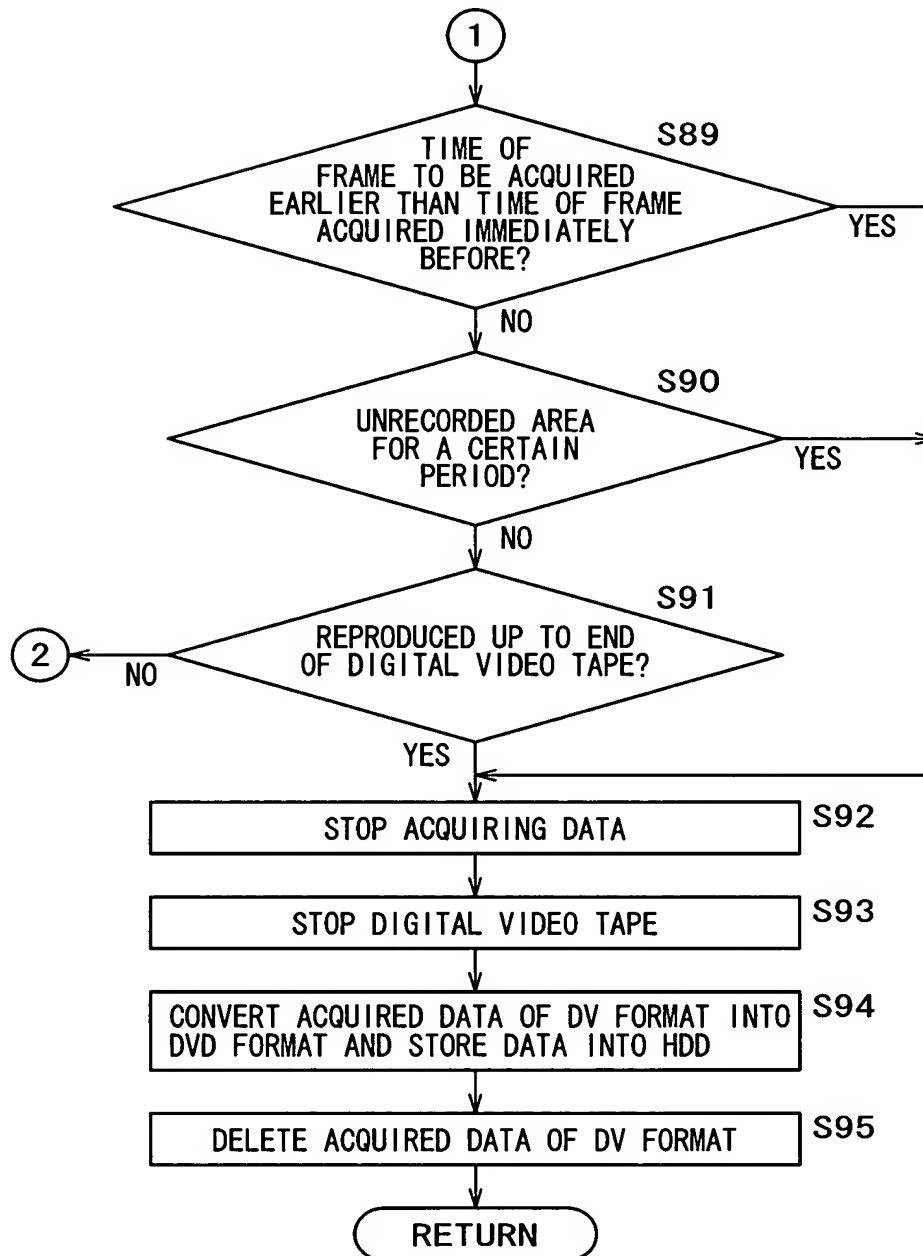 1
S89
TIME OF
FRAME TO BE ACQUIRED
EARLIER THAN TIME OF FRAME
ACQUIRED IMMEDIATELY
BEFORE?
YES
NO
S90
UNRECORDED AREA
FOR A CERTAIN
PERIOD?
YES
NO
S91
REPRODUCED UP TO END
OF DIGITAL VIDEO TAPE?
2
NO
YES
STOP ACQUIRING DATA
S92
STOP DIGITAL VIDEO TAPE
S93
CONVERT ACQUIRED DATA OF DV FORMAT INTO
DVD FORMAT AND STORE DATA INTO HDD
S94
DELETE ACQUIRED DATA OF DV FORMAT
S95
RETURN